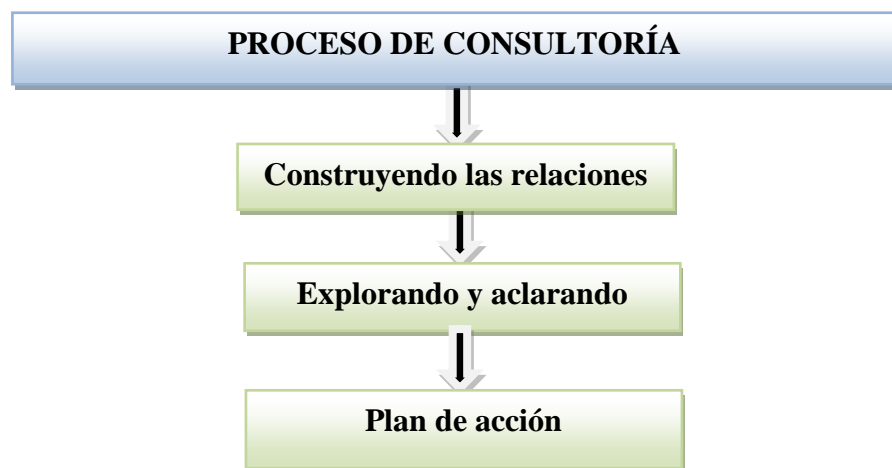 PROCESO DE CONSULTORÍA
Construyendo las relaciones
Explorando y aclarando
Plan de acción